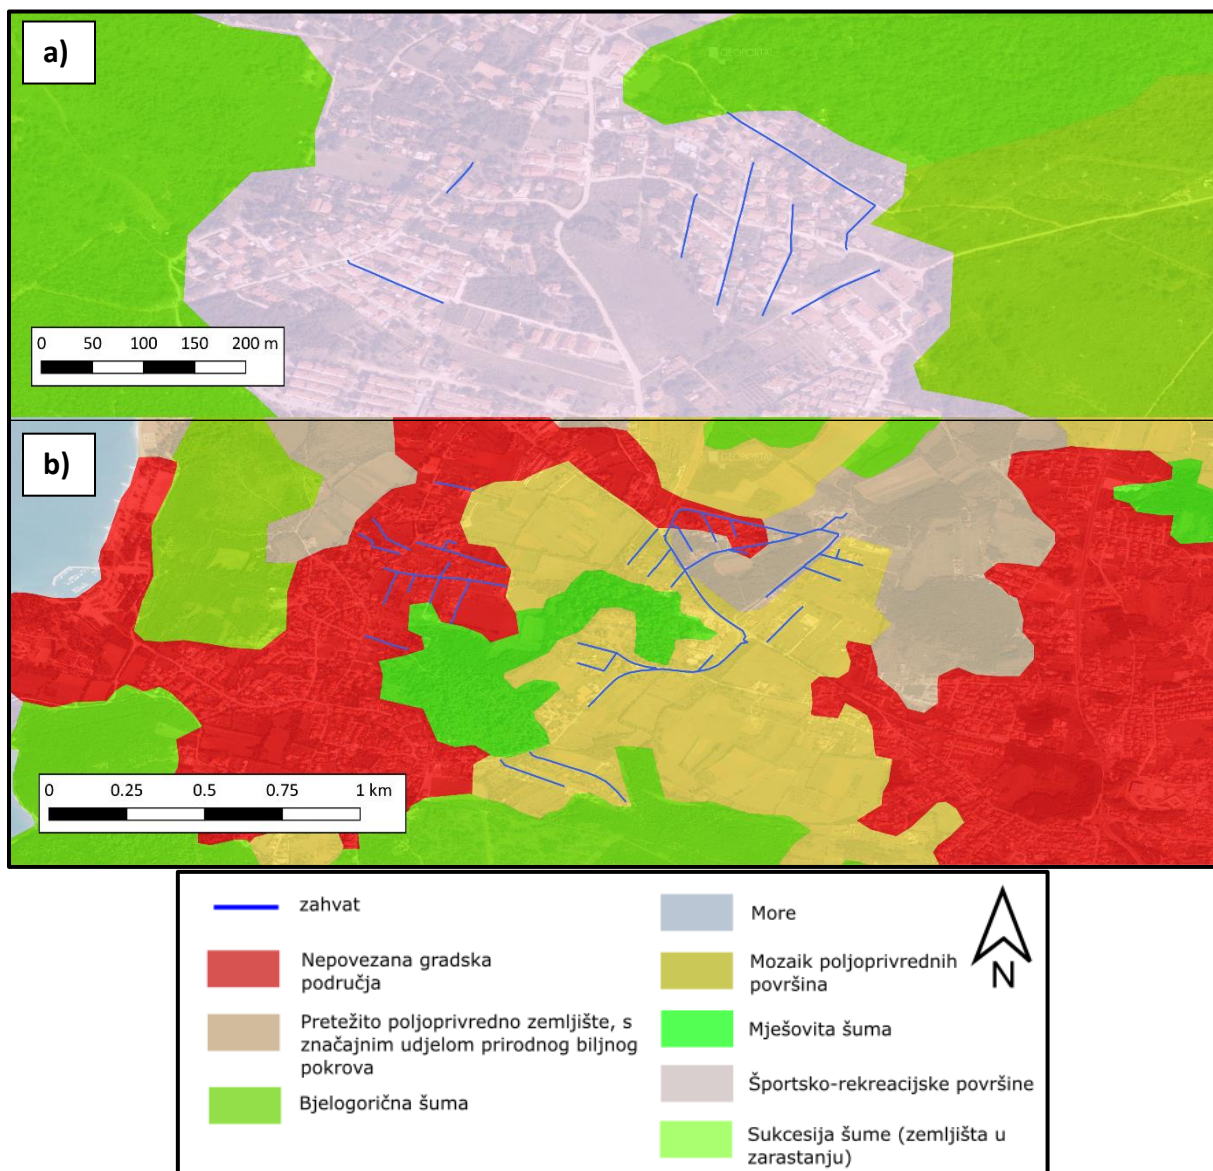 a)
0 50 100 150 200 m
b)
0 0.25 0.5 0.75 1 km
zahvat
Nepovezana gradska
područja
Pretežito poljoprivredno zemljište, s
značajnim udjelom prirodnog biljnog
pokrova
Bjelogorična šuma
More
Mozaik poljoprivrednih
površina
Mješovita šuma
Športsko-rekreacijske površine
Sukcesija šume (zemljišta u
zarastanju)
N